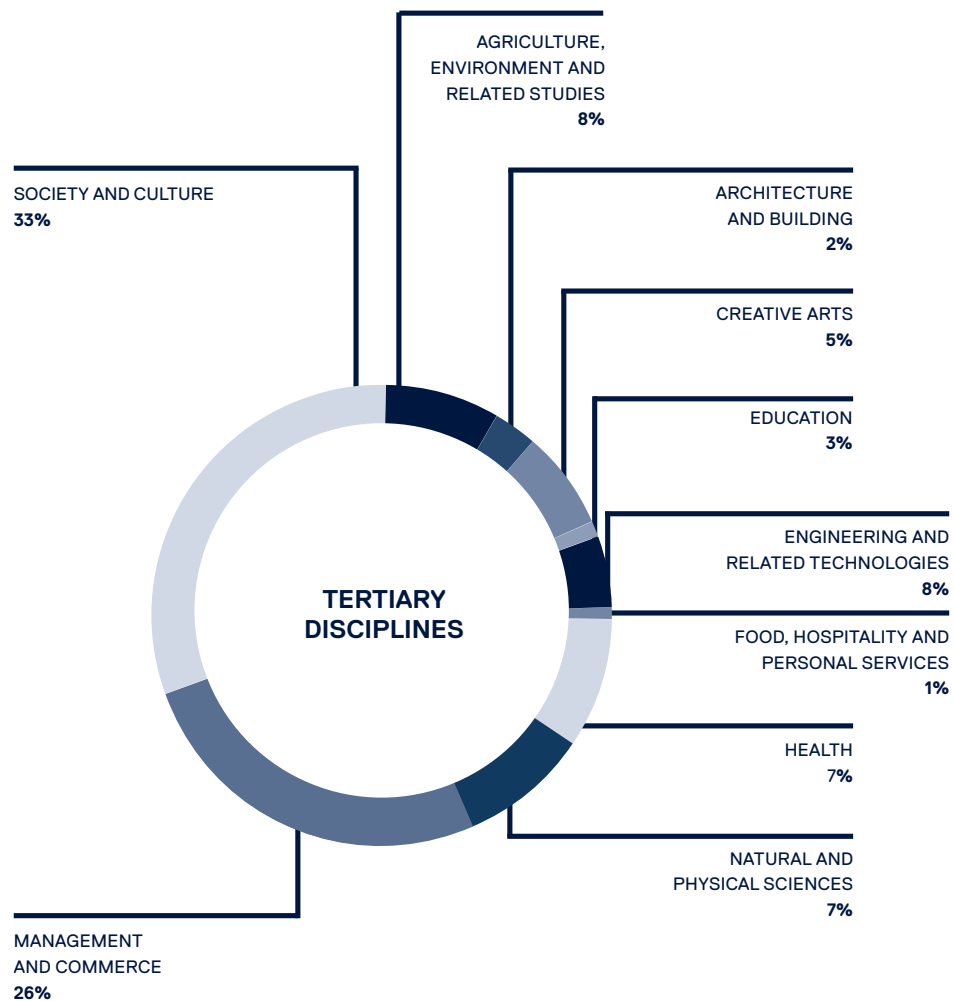 AGRICULTURE,
ENVIRONMENT AND
RELATED STUDIES
8%
SOCIETY AND CULTURE
33%
ARCHITECTURE
AND BUILDING
2%
CREATIVE ARTS
5%
EDUCATION
3%
ENGINEERING AND
RELATED TECHNOLOGIES
8%
TERTIARY
DISCIPLINES
FOOD, HOSPITALITY AND
PERSONAL SERVICES
1%
HEALTH
7%
NATURAL AND
PHYSICAL SCIENCES
7%
MANAGEMENT
AND COMMERCE
26%